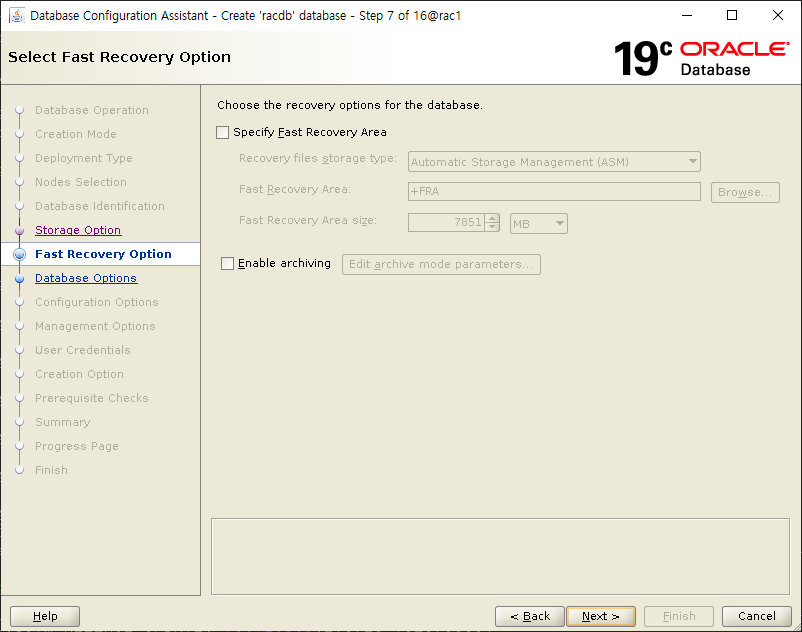 Database Configuration Assistant - Create 'racdb' database - Step 7 of 16@rac1
Select Fast Recovery Option
19c ORACLE
Database
Database Operation
Creation Mode
Deployment Type
Nodes Selection
Database Identification
Storage Option
Fast Recovery Option
Database Options
Configuration Options
Management Options
User Credentials
Creation Option
Prerequisite Checks
Summary
Progress Page
Finish
Choose the recovery options for the database.
Specify Fast Recovery Area
Recovery files storage type: Automatic Storage Management (ASM)
Fast Recovery Area: +FRA Browse...
Fast Recovery Area size: 7851 MB
Enable archiving Edit archive mode parameters...
Help < Back Next > Finish Cancel